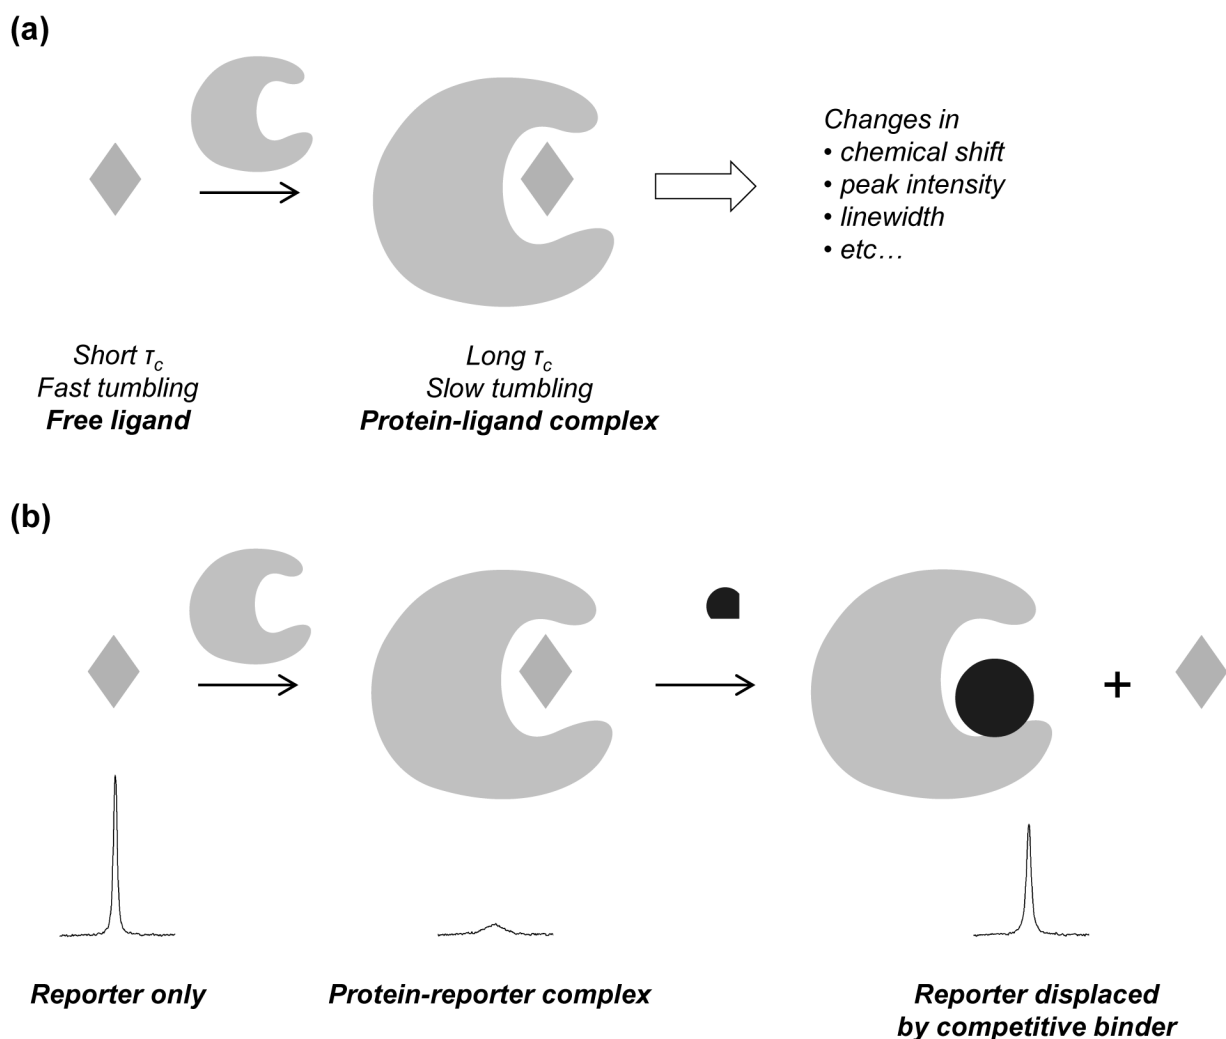 (a)
Changes in
• chemical shift
• peak intensity
• linewidth
• etc…
Short τc
Fast tumbling
Free ligand
Long τc
Slow tumbling
Protein-ligand complex
(b)
+
Reporter only
Protein-reporter complex
Reporter displaced
by competitive binder